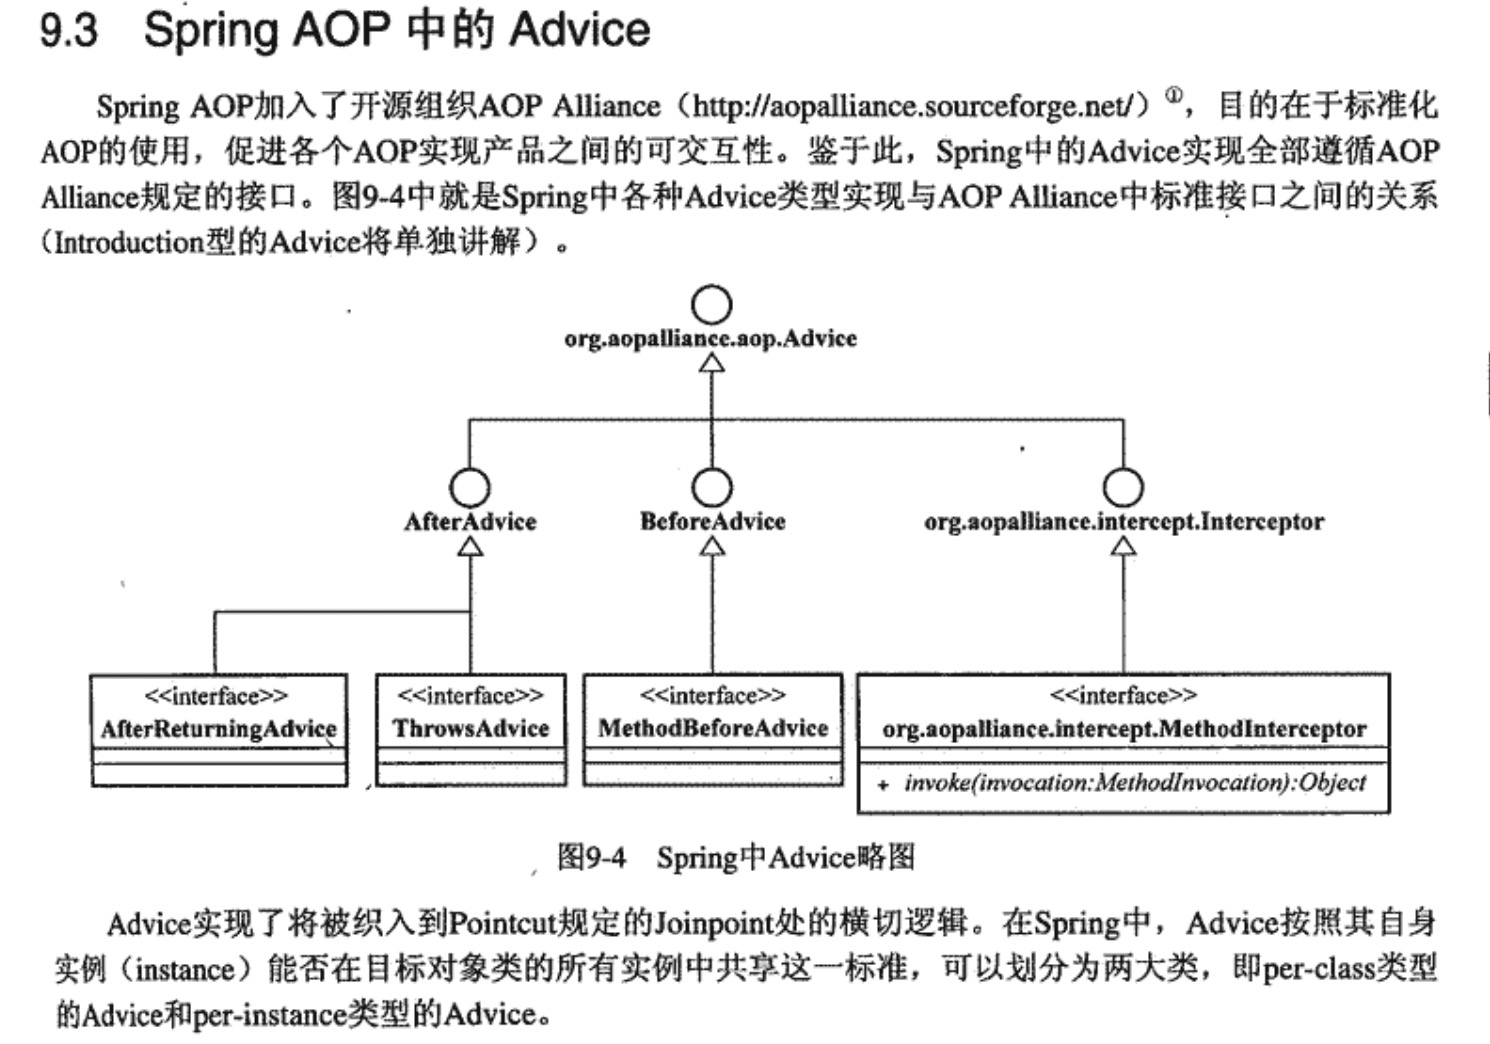 9.3 Spring AOP 中的 Advice
Spring AOP加入了开源组织AOP Alliance（http://aopalliance.sourceforge.net/）①，目的在于标准化
AOP的使用，促进各个AOP实现产品之间的可交互性。鉴于此，Spring中的Advice实现全部遵循AOP
Alliance规定的接口。图9-4中就是Spring中各种Advice类型实现与AOP Alliance中标准接口之间的关系
（Introduction型的Advice将单独讲解）。
org.aopalliance.aop.Advice
AfterAdvice
BeforeAdvice
org.aopalliance.intercept.Interceptor
<<interface>>
AfterReturningAdvice
<<interface>>
ThrowsAdvice
<<interface>>
MethodBeforeAdvice
<<interface>>
org.aopalliance.intercept.MethodInterceptor
+ invoke(invocation:MethodInvocation):Object
图9-4 Spring中Advice略图
Advice实现了将被织入到Pointcut规定的Joinpoint处的横切逻辑。在Spring中，Advice按照其自身
实例（instance）能否在目标对象类的所有实例中共享这一标准，可以划分为两大类，即per-class类型
的Advice和per-instance类型的Advice。